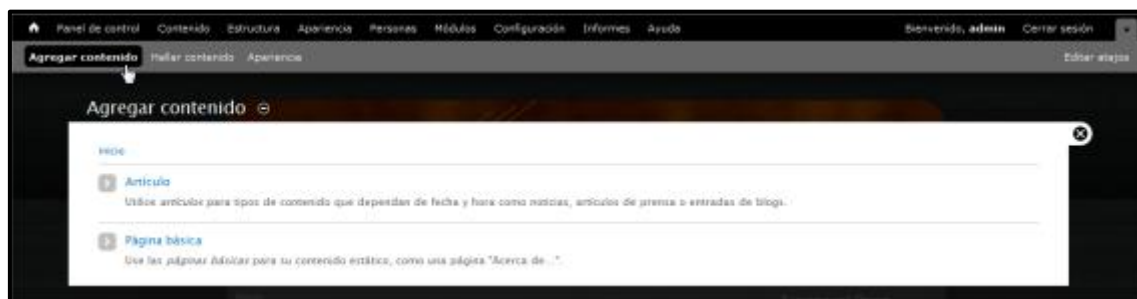 Panel de control Contenido Estructura Apariencia Personas Módulos Configuración Informes Ayuda Bienvenido, admin Cerrar sesión
Agregar contenido Hallar contenido Apariencia Editar atajos
Agregar contenido
Inicio
Artículo
Utilice artículos para tipos de contenido que dependan de fecha y hora como noticias, artículos de prensa o entradas de blogs.
Página básica
Use las páginas básicas para su contenido estático, como una página "Acerca de...".